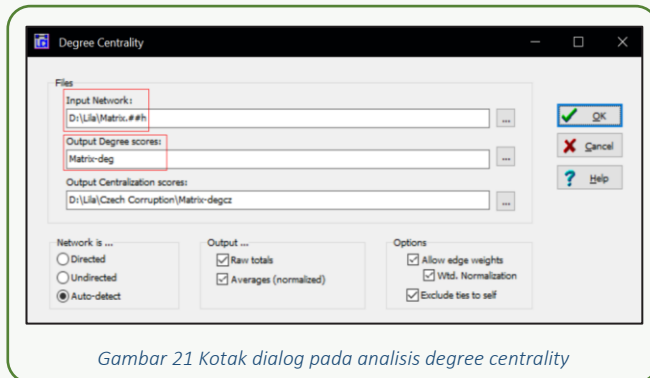 Degree Centrality
Files
Input Network:
D:\Lila\Matrix.##h
...
Output Degree scores:
Matrix-deg
...
Output Centralization scores:
D:\Lila\Czech Corruption\Matrix-degcz
...
OK
Cancel
Help
Network is ...
Directed
Undirected
Auto-detect
Output ...
Raw totals
Averages (normalized)
Options
Allow edge weights
Wtd. Normalization
Exclude ties to self
Gambar 21 Kotak dialog pada analisis degree centrality